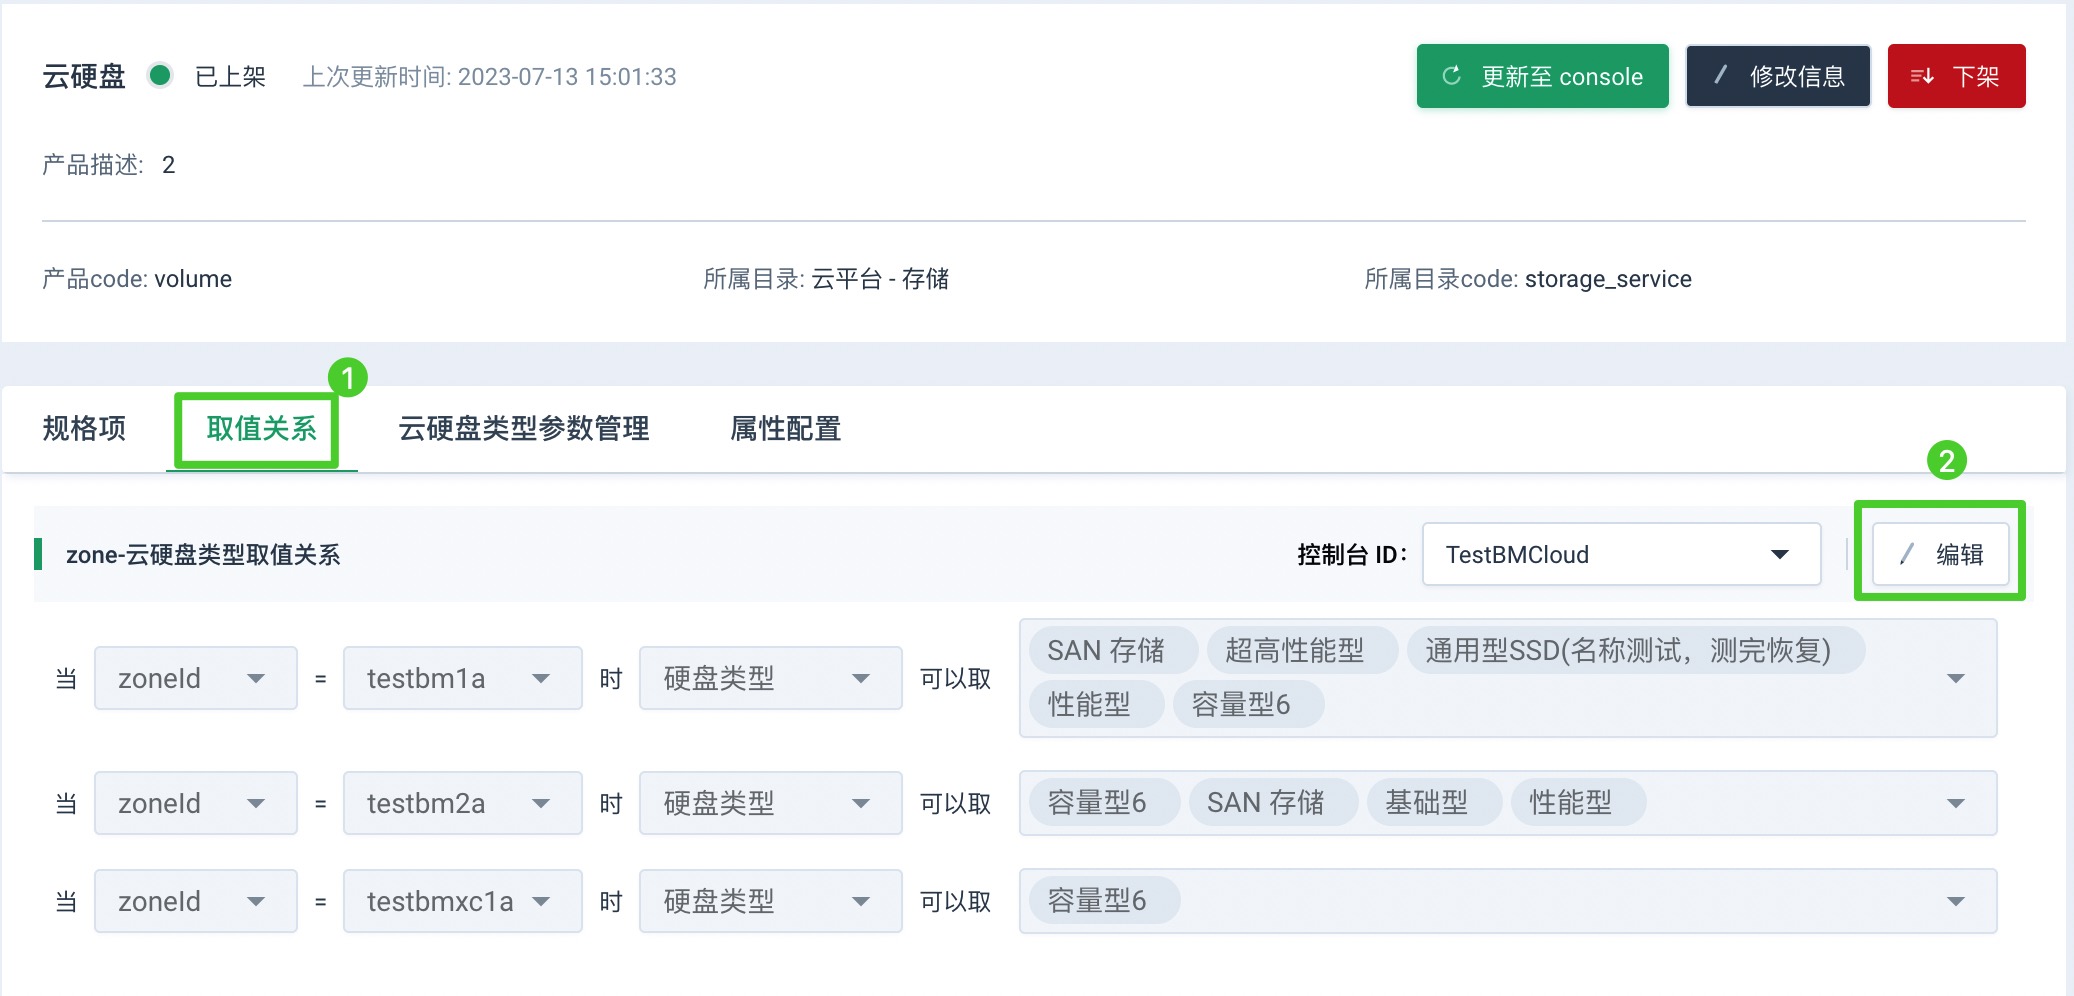 云硬盘 已上架 上次更新时间: 2023-07-13 15:01:33 更新至 console 修改信息 下架
产品描述: 2
产品code: volume 所属目录: 云平台 - 存储 所属目录code: storage_service
1
规格项 取值关系 云硬盘类型参数管理 属性配置
2
zone-云硬盘类型取值关系 控制台 ID: TestBMCloud 编辑
当 zoneId = testbm1a 时 硬盘类型 可以取 SAN 存储 超高性能型 通用型SSD(名称测试，测完恢复)
性能型 容量型6
当 zoneId = testbm2a 时 硬盘类型 可以取 容量型6 SAN 存储 基础型 性能型
当 zoneId = testbmxc1a 时 硬盘类型 可以取 容量型6